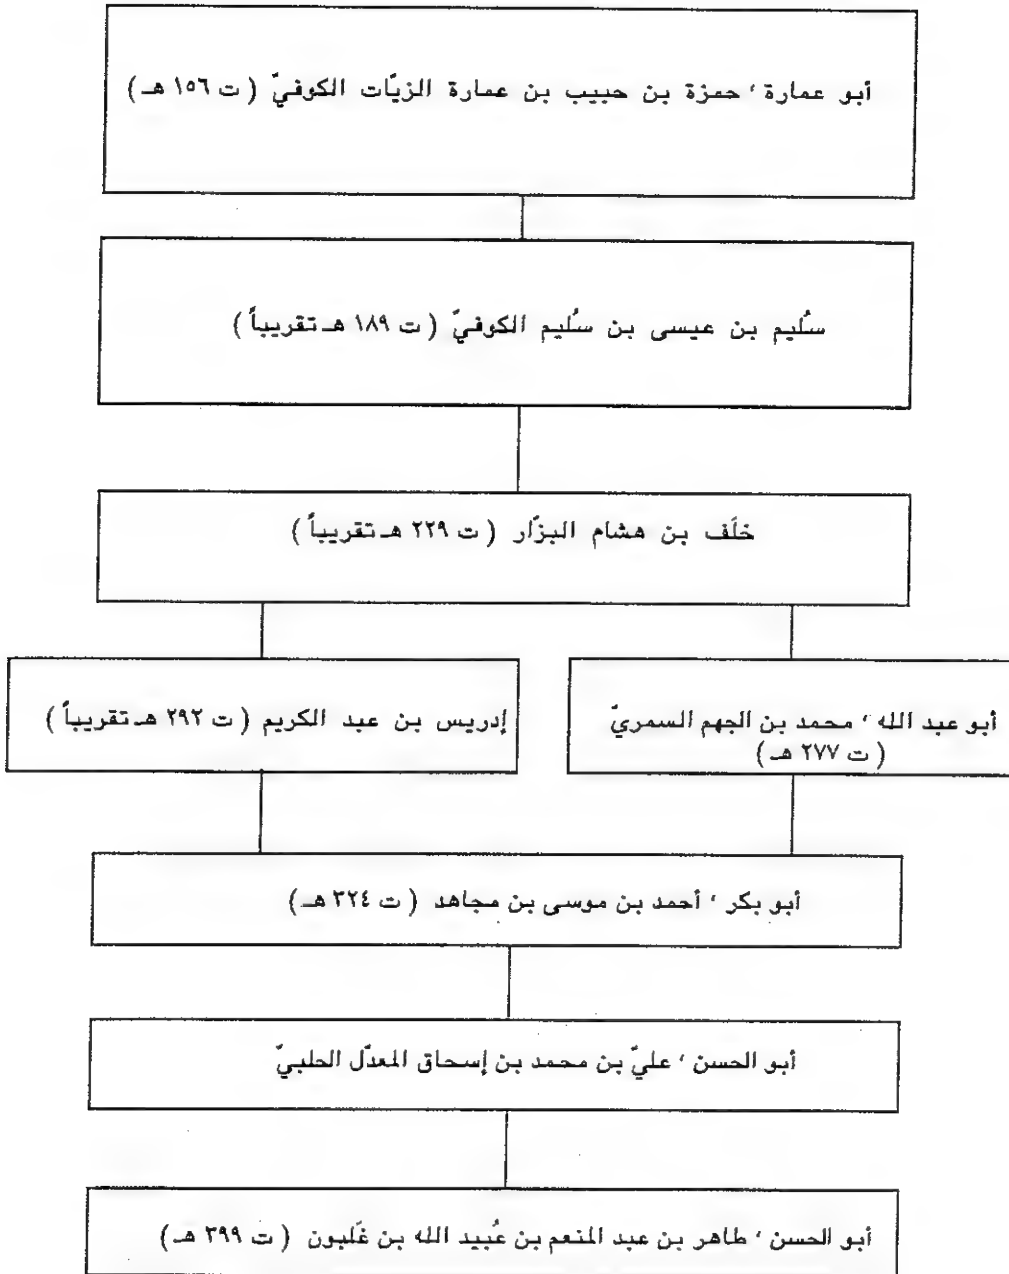 أبو عمارة ، حمزة بن حبيب بن عمارة الزيّات الكوفيّ ( ت ١٥٦ هـ )
سُليم بن عيسى بن سُليم الكوفيّ ( ت ١٨٩ هـ تقريباً )
خلَف بن هشام البزّار ( ت ٢٢٩ هـ تقريباً )
أبو عبد الله ، محمد بن الجهم السمريّ
( ت ٢٧٧ هـ )
إدريس بن عبد الكريم ( ت ٢٩٢ هـ تقريباً )
أبو بكر ، أحمد بن موسى بن مجاهد ( ت ٣٢٤ هـ )
أبو الحسن ، عليّ بن محمد بن إسحاق المعدّل الحلبيّ
أبو الحسن ، طاهر بن عبد المنعم بن عُبيد الله بن غَلبون ( ت ٣٩٩ هـ )